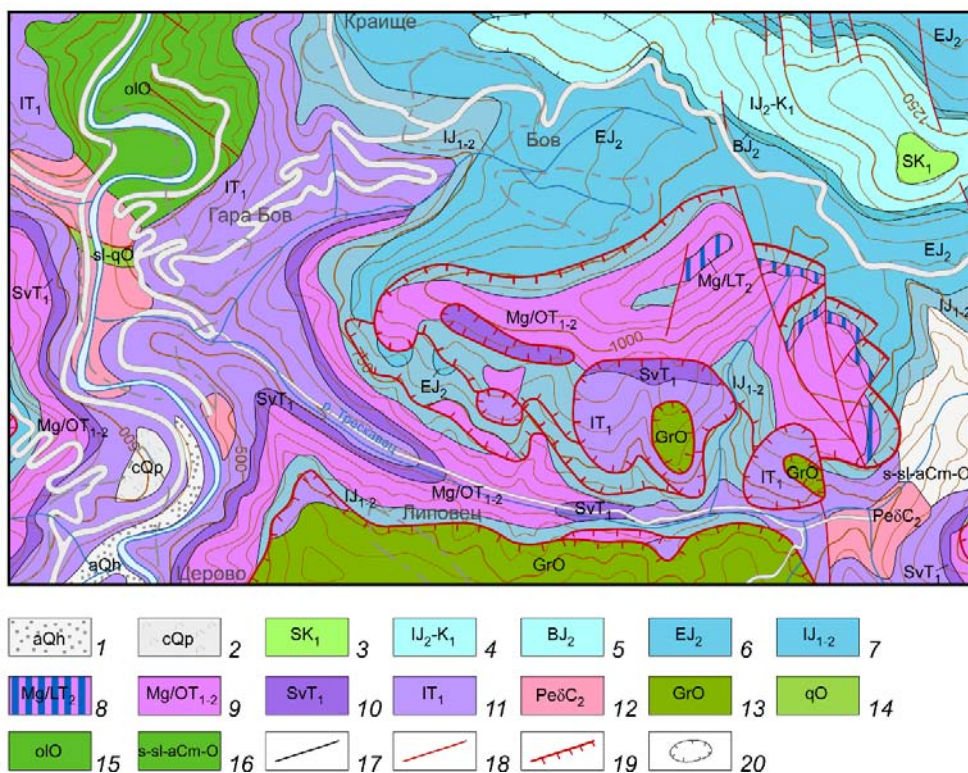 Краище
olO
IT₁
EJ₂
IJ₂-K₁
1250
IJ₁₋₂
Бов
EJ₂
BJ₂
SK₁
IT₁
Гара Бов
sl-qO
SvT₁
EJ₂
Mg/LT₂
IJ₁₋₂
Mg/OT₁₋₂
1000
750
SvT₁
EJ₂
IJ₁₋₂
SvT₁
р. Трескавец
IT₁
GrO
Mg/OT₁₋₂
600
cQp
500
IT₁
GrO
s-sl-aCm-O
Mg/OT₁₋₂
IJ₁₋₂
Липовец
SvT₁
PeδC₂
aQh
Церово
GrO
SvT₁
aQh 1 cQp 2 SK₁ 3 IJ₂-K₁ 4 BJ₂ 5 EJ₂ 6 IJ₁₋₂ 7
Mg/LT₂ 8 Mg/OT₁₋₂ 9 SvT₁ 10 IT₁ 11 PeδC₂ 12 GrO 13 qO 14
olO 15 s-sl-aCm-O 16 17 18 19 20